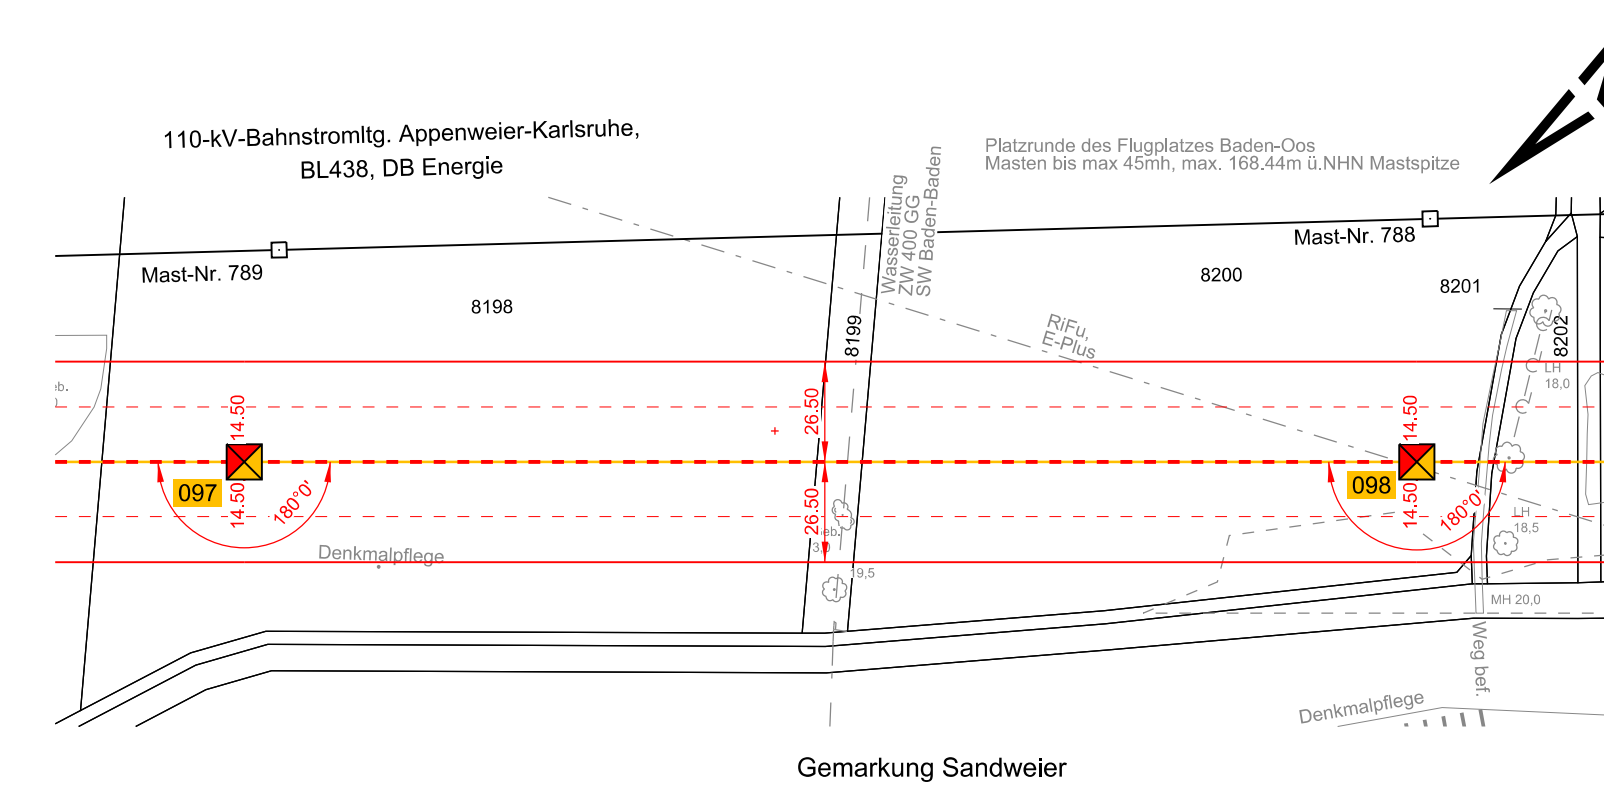 110-kV-Bahnstromltg. Appenweier-Karlsruhe,
BL438, DB Energie
Platzrunde des Flugplatzes Baden-Oos
Masten bis max 45mh, max. 168.44m ü.NHN Mastspitze
Wasserleitung
ZW 400 GG
SW Baden-Baden
Mast-Nr. 789
Mast-Nr. 788
8198
8199
8200
8201
8202
RiFu,
E-Plus
LH
18,0
eb.
14.50
26.50
14.50
097
14.50
180°0'
26.50
098
14.50
180°0'
LH
18,5
eb.
3,0
19,5
Denkmalpflege
MH 20,0
Weg bef.
Denkmalpflege
Gemarkung Sandweier